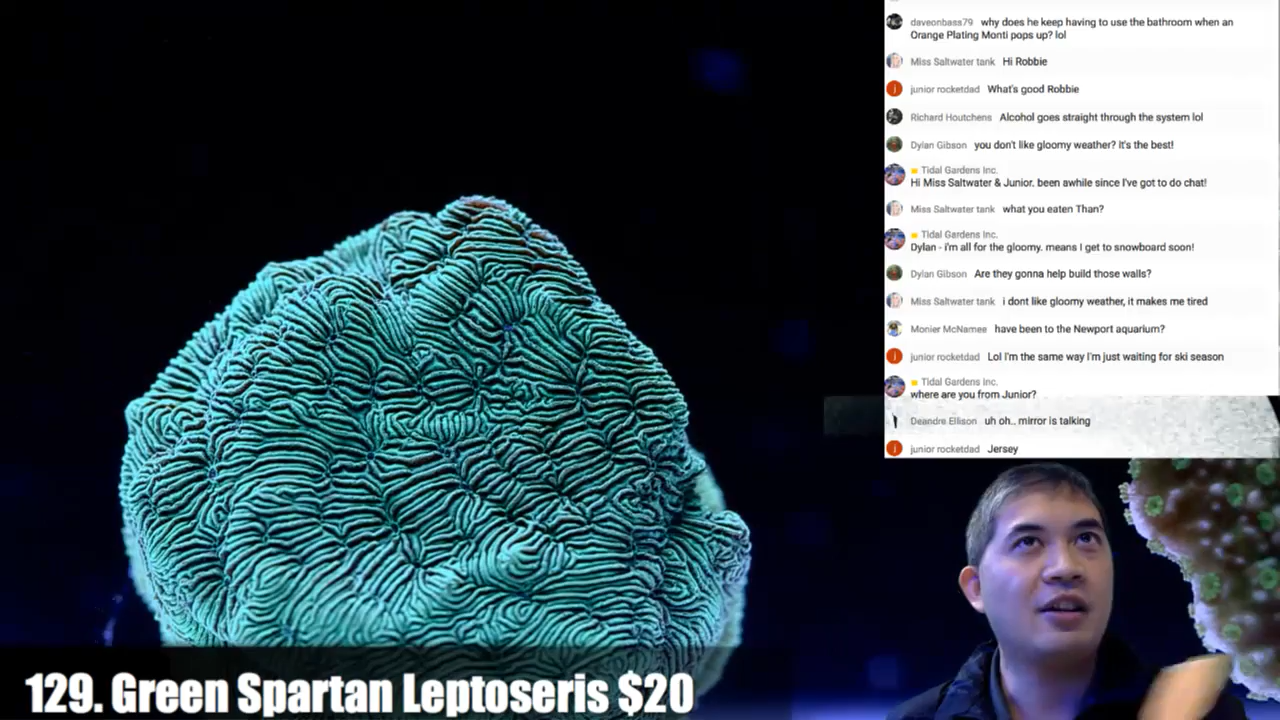 daveonbass79 why does he keep having to use the bathroom when an
Orange Plating Monti pops up? lol
Miss Saltwater tank Hi Robbie
junior rocketdad What's good Robbie
Richard Houtchens Alcohol goes straight through the system lol
Dylan Gibson you don't like gloomy weather? It's the best!
Tidal Gardens Inc.
Hi Miss Saltwater & Junior. been awhile since I've got to do chat!
Miss Saltwater tank what you eaten Than?
Tidal Gardens Inc.
Dylan - i'm all for the gloomy. means I get to snowboard soon!
Dylan Gibson Are they gonna help build those walls?
Miss Saltwater tank i dont like gloomy weather, it makes me tired
Monier McNamee have been to the Newport aquarium?
junior rocketdad Lol I'm the same way I'm just waiting for ski season
Tidal Gardens Inc.
where are you from Junior?
Deandre Ellison uh oh.. mirror is talking
j junior rocketdad Jersey
129. Green Spartan Leptoseris $20